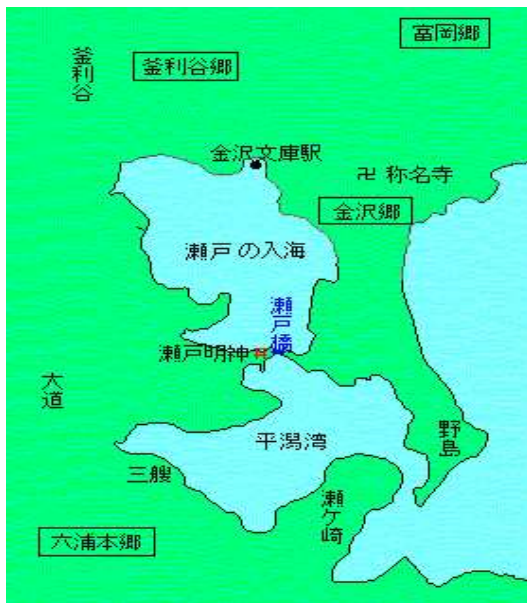 富岡郷
釜利谷
釜利谷郷
金沢文庫駅
卍 称名寺
金沢郷
瀬戸の入海
瀬戸橋
瀬戸明神
大道
野島
平潟湾
三艘
瀬ケ崎
六浦本郷